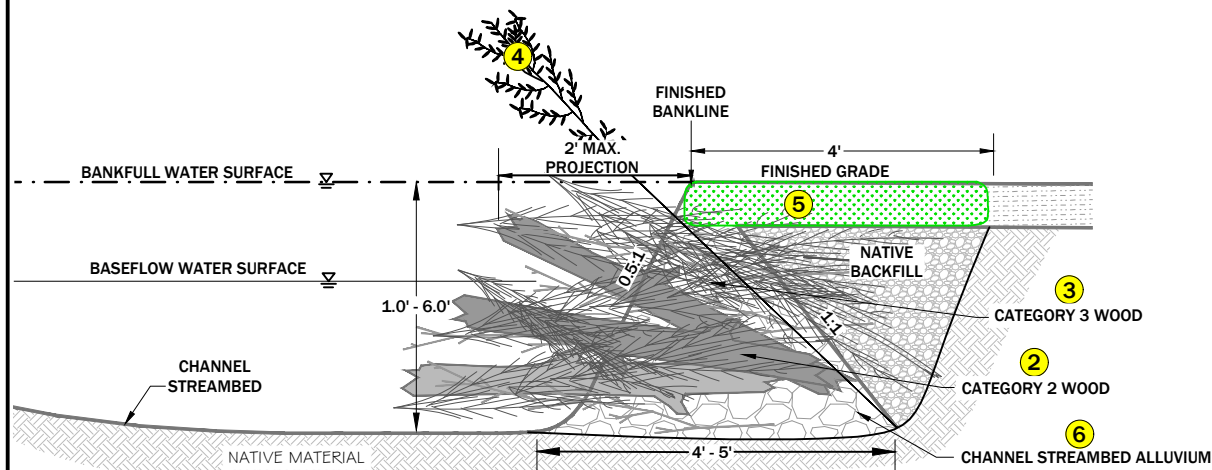 4
FINISHED
BANKLINE
2' MAX.
PROJECTION
4'
BANKFULL WATER SURFACE
FINISHED GRADE
5
BASEFLOW WATER SURFACE
0.5:1
NATIVE
BACKFILL
3
1.0' - 6.0'
CATEGORY 3 WOOD
1:1
CHANNEL
STREAMBED
2
CATEGORY 2 WOOD
6
NATIVE MATERIAL
4' - 5'
CHANNEL STREAMBED ALLUVIUM